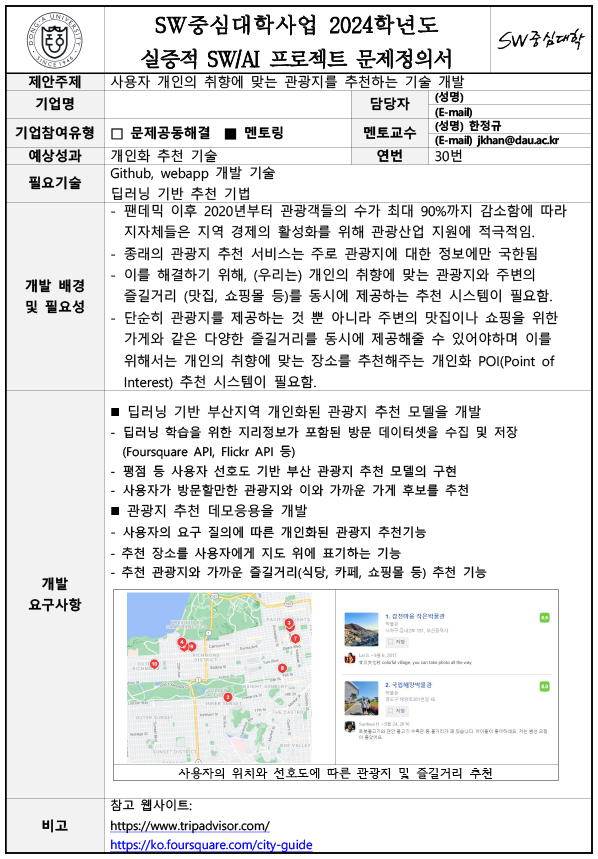 DONG-A UNIVERSITY
SINCE 1946
SW중심대학사업 2024학년도
실증적 SW/AI 프로젝트 문제정의서
SW중심대학
제안주제 사용자 개인의 취향에 맞는 관광지를 추천하는 기술 개발
기업명 담당자 (성명)
(E-mail)
기업참여유형 □ 문제공동해결 ■ 멘토링 멘토교수 (성명) 한정규
(E-mail) jkhan@dau.ac.kr
예상성과 개인화 추천 기술 연번 30번
필요기술 Github, webapp 개발 기술
딥러닝 기반 추천 기법
개발 배경
및 필요성
- 팬데믹 이후 2020년부터 관광객들의 수가 최대 90%까지 감소함에 따라
지자체들은 지역 경제의 활성화를 위해 관광산업 지원에 적극적임.
- 종래의 관광지 추천 서비스는 주로 관광지에 대한 정보에만 국한됨
- 이를 해결하기 위해, (우리는) 개인의 취향에 맞는 관광지와 주변의
즐길거리 (맛집, 쇼핑몰 등)를 동시에 제공하는 추천 시스템이 필요함.
- 단순히 관광지를 제공하는 것 뿐 아니라 주변의 맛집이나 쇼핑을 위한
가게와 같은 다양한 즐길거리를 동시에 제공해줄 수 있어야하며 이를
위해서는 개인의 취향에 맞는 장소를 추천해주는 개인화 POI(Point of
Interest) 추천 시스템이 필요함.
개발
요구사항
■ 딥러닝 기반 부산지역 개인화된 관광지 추천 모델을 개발
- 딥러닝 학습을 위한 지리정보가 포함된 방문 데이터셋을 수집 및 저장
(Foursquare API, Flickr API 등)
- 평점 등 사용자 선호도 기반 부산 관광지 추천 모델의 구현
- 사용자가 방문할만한 관광지와 이와 가까운 가게 후보를 추천
■ 관광지 추천 데모응용을 개발
- 사용자의 요구 질의에 따른 개인화된 관광지 추천기능
- 추천 장소를 사용자에게 지도 위에 표기하는 기능
- 추천 관광지와 가까운 즐길거리(식당, 카페, 쇼핑몰 등) 추천 기능
1. 감천마을 작은박물관
박물관
저장
colorful village, you can take photo all the way
2. 국립해양박물관
박물관
저장
사용자의 위치와 선호도에 따른 관광지 및 즐길거리 추천
비고
참고 웹사이트:
https://www.tripadvisor.com/
https://ko.foursquare.com/city-guide